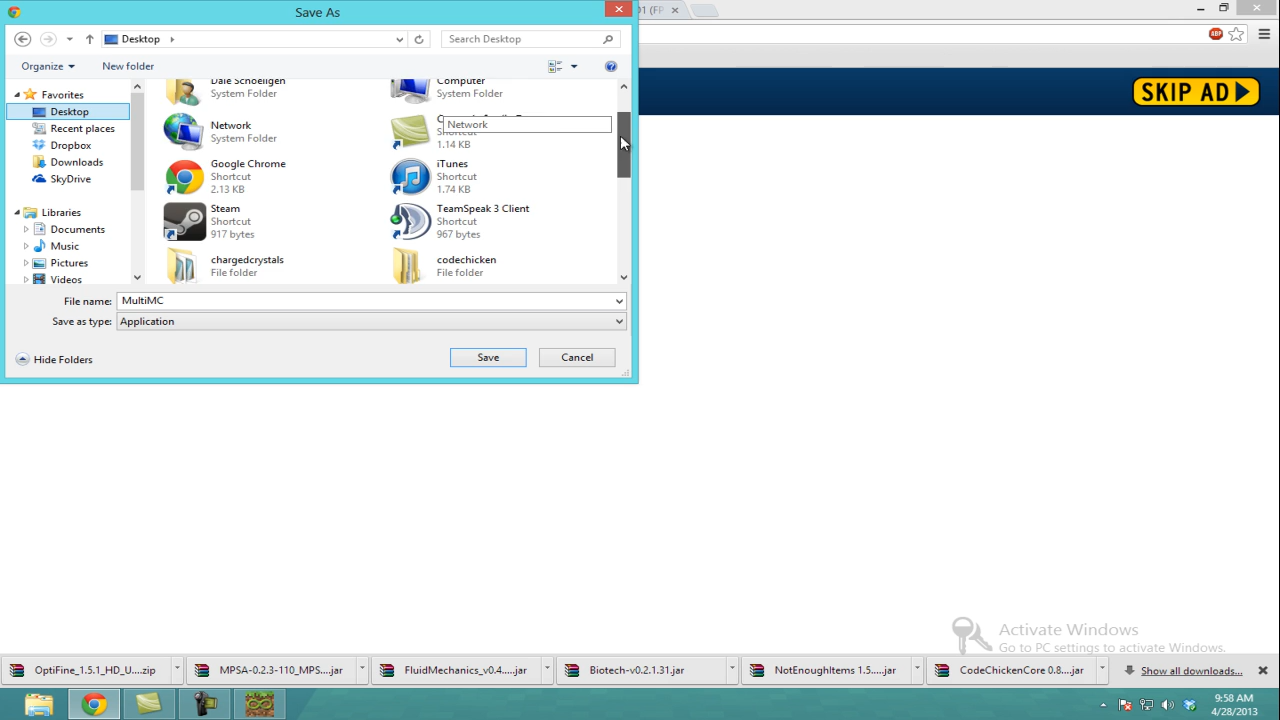 Save As
01 (FP
Desktop
Search Desktop
ABP
SKIP AD
Organize
New folder
Favorites
Desktop
Recent places
Dropbox
Downloads
SkyDrive
Libraries
Documents
Music
Pictures
Videos
Dale Schoeligen
System Folder
Computer
System Folder
Network
System Folder
Network
1.14 KB
Google Chrome
Shortcut
2.13 KB
iTunes
Shortcut
1.74 KB
Steam
Shortcut
917 bytes
TeamSpeak 3 Client
Shortcut
967 bytes
chargedcrystals
File folder
codechicken
File folder
File name: MultiMC
Save as type: Application
Hide Folders
Save
Cancel
Activate Windows
Go to PC settings to activate Windows.
OptiFine_1.5.1_HD_U....zip
MPSA-0.2.3-110_MPS....jar
FluidMechanics_v0.4....jar
Biotech-v0.2.1.31.jar
NotEnoughItems 1.5....jar
CodeChickenCore 0.8....jar
Show all downloads...
9:58 AM
4/28/2013